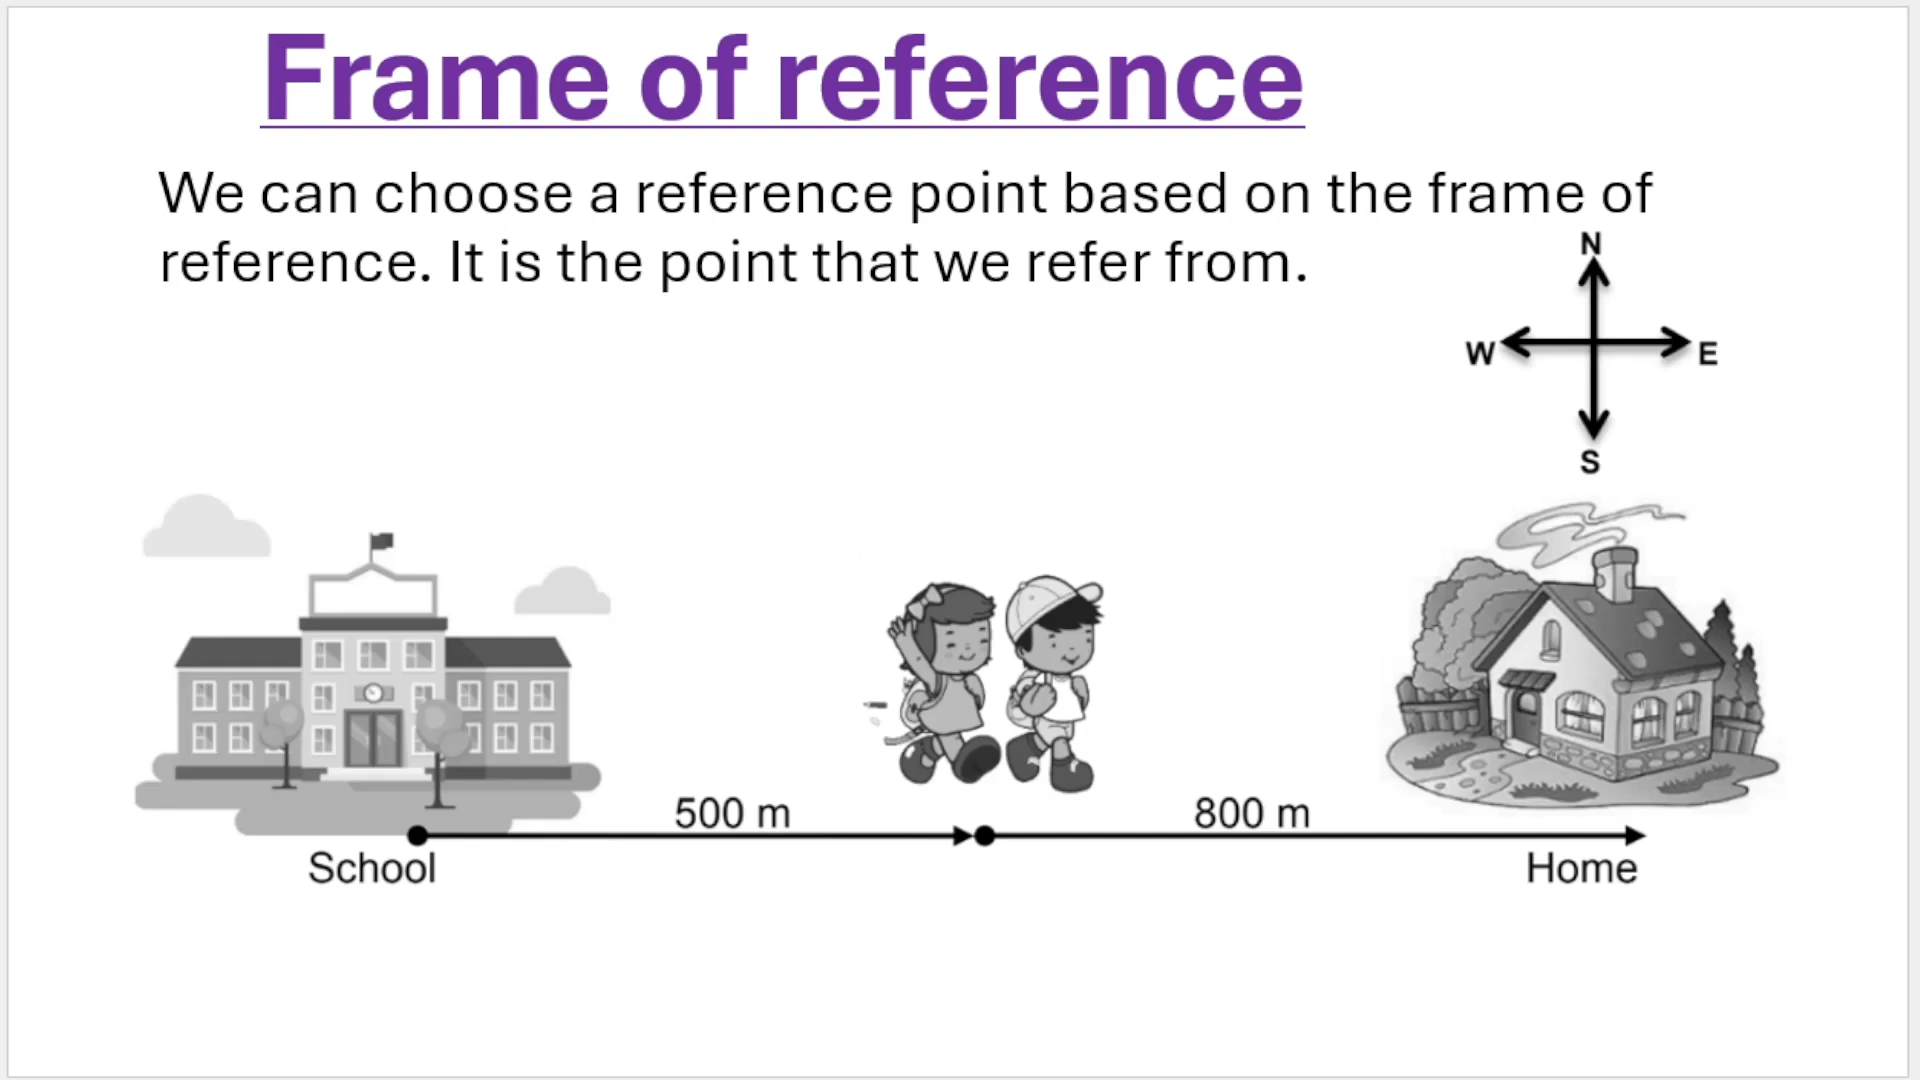 Frame of reference
We can choose a reference point based on the frame of
reference. It is the point that we refer from.
N
W E
S
500 m 800 m
School Home